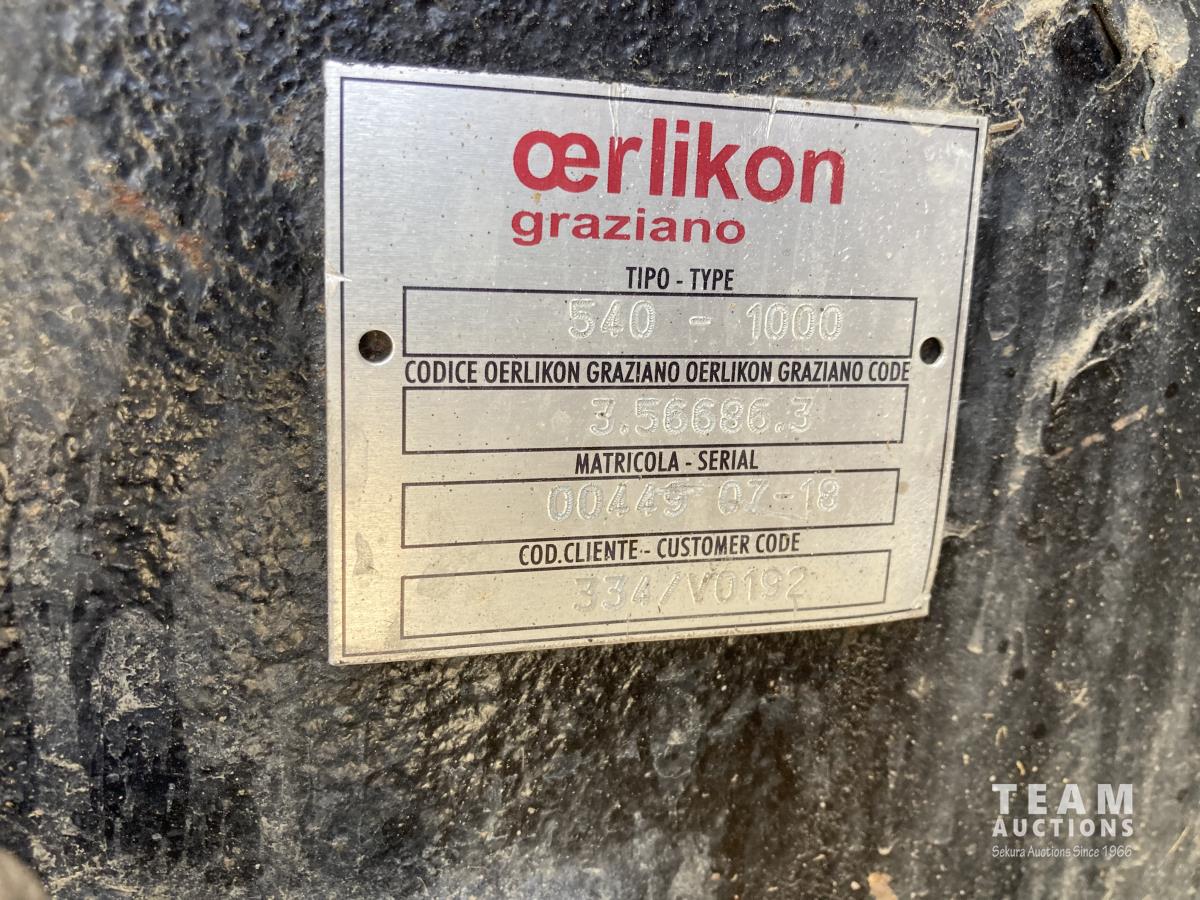 œrlikon
graziano
TIPO - TYPE
540 - 1000
CODICE OERLIKON GRAZIANO OERLIKON GRAZIANO CODE
3.56686.3
MATRICOLA - SERIAL
00449 07-18
COD.CLIENTE - CUSTOMER CODE
334/V0192
TEAM
AUCTIONS
Sekura Auctions Since 1966